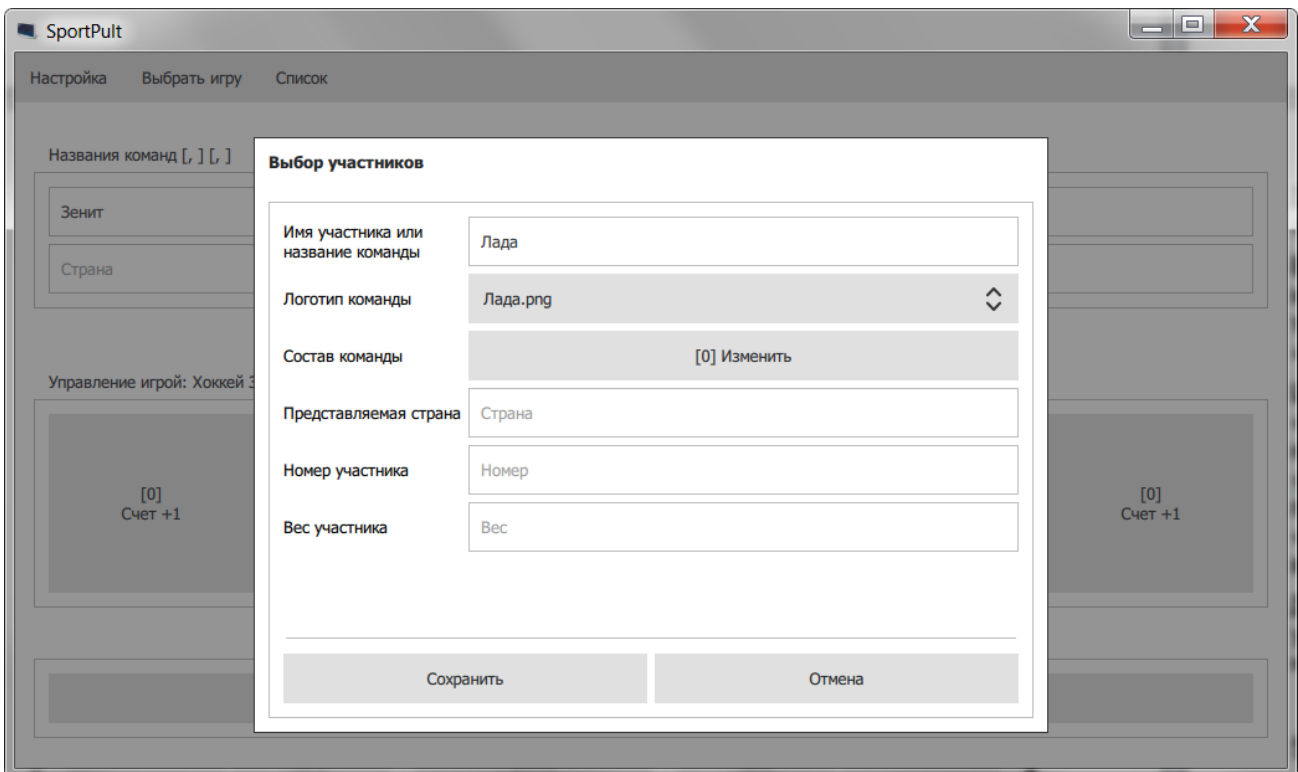 SportPult
Настройка Выбрать игру Список
Названия команд [, ] [, ]
Зенит
Страна
Выбор участников
Имя участника или
название команды
Лада
Логотип команды
Лада.png
Состав команды
[0] Изменить
Представляемая страна
Страна
Номер участника
Номер
Вес участника
Вес
Сохранить
Отмена
Управление игрой: Хоккей
[0]
Счет +1
[0]
Счет +1